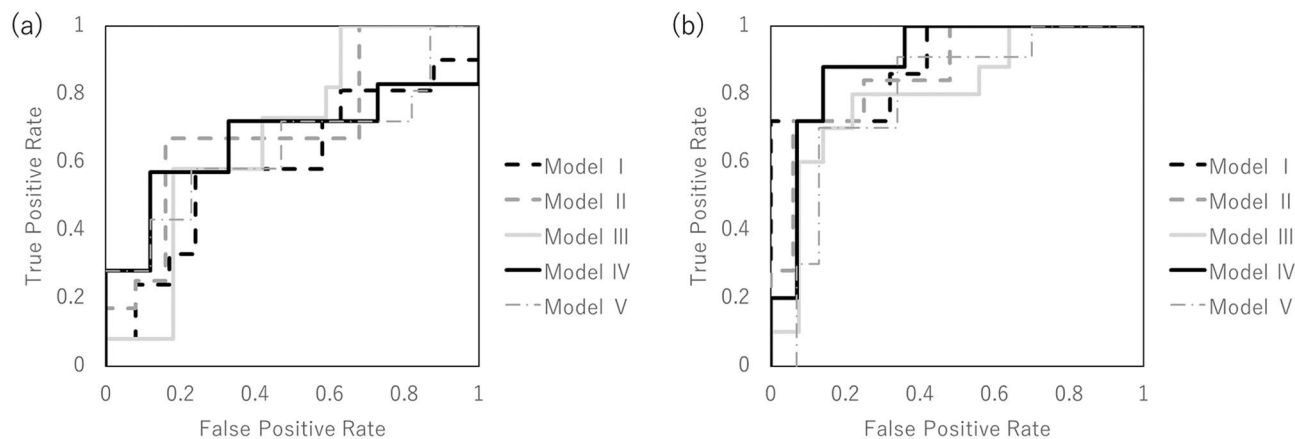 (a)
True Positive Rate
1
0.8
0.6
0.4
0.2
0
0 0.2 0.4 0.6 0.8 1
False Positive Rate
Model I
Model II
Model III
Model IV
Model V
(b)
True Positive Rate
1
0.8
0.6
0.4
0.2
0
0 0.2 0.4 0.6 0.8 1
False Positive Rate
Model I
Model II
Model III
Model IV
Model V